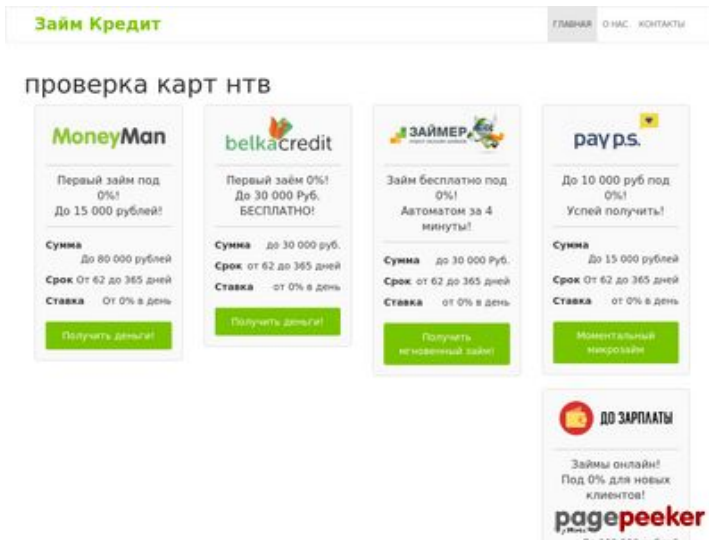 Займ Кредит
ГЛАВНАЯ О НАС КОНТАКТЫ
проверка карт нтв
MoneyMan
Первый займ под
0%!
До 15 000 рублей!
Сумма
До 80 000 рублей
Срок От 62 до 365 дней
Ставка от 0% в день
Получить деньги!
belkacredit
Первый заём 0%!
До 30 000 Руб.
БЕСПЛАТНО!
Сумма до 30 000 руб.
Срок от 62 до 365 дней
Ставка от 0% в день
Получить деньги!
ЗАЙМЕР
Займ бесплатно под
0%!
Автоматом за 4
минуты!
Сумма до 30 000 Руб.
Срок от 62 до 365 дней
Ставка от 0% в день
Получить
мгновенный займ!
pay p.s.
До 10 000 руб под
0%!
Успей получить!
Сумма
До 15 000 рублей
Срок От 62 до 365 дней
Ставка от 0% в день
Моментальный
микрозайм
ДО ЗАРПЛАТЫ
Займы онлайн!
Под 0% для новых
клиентов!
pagepeeker